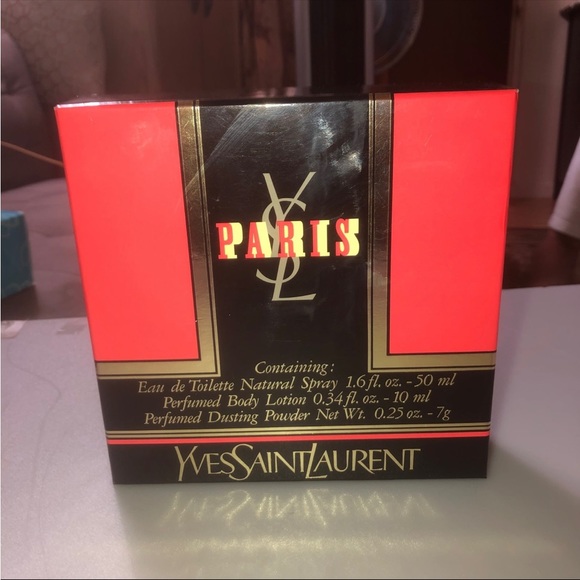 YSL
PARIS
Containing:
Eau de Toilette Natural Spray 1.6 fl. oz. - 50 ml
Perfumed Body Lotion 0.34 fl. oz. - 10 ml
Perfumed Dusting Powder Net Wt. 0.25 oz. - 7g
YVESSAINTLAURENT